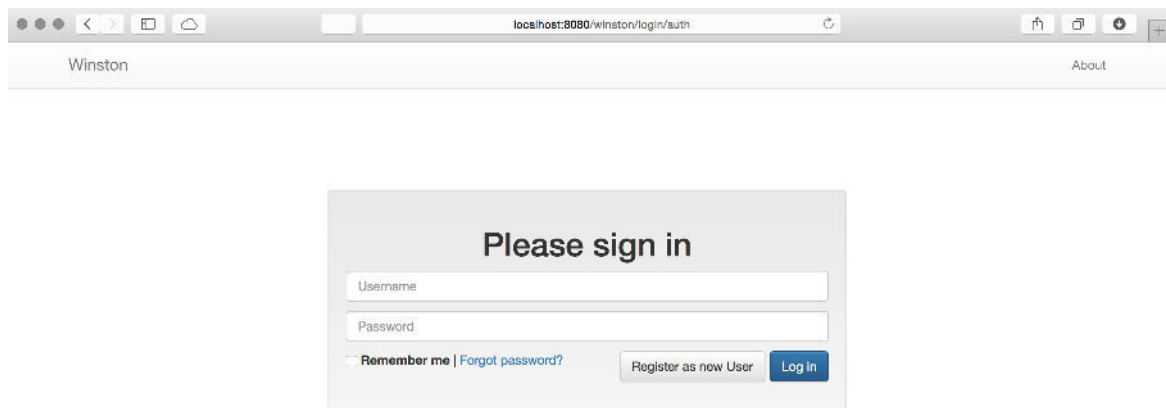 localhost:8080/winston/login/auth
Winston
About
Please sign in
Username
Password
Remember me | Forgot password?
Register as new User
Log in